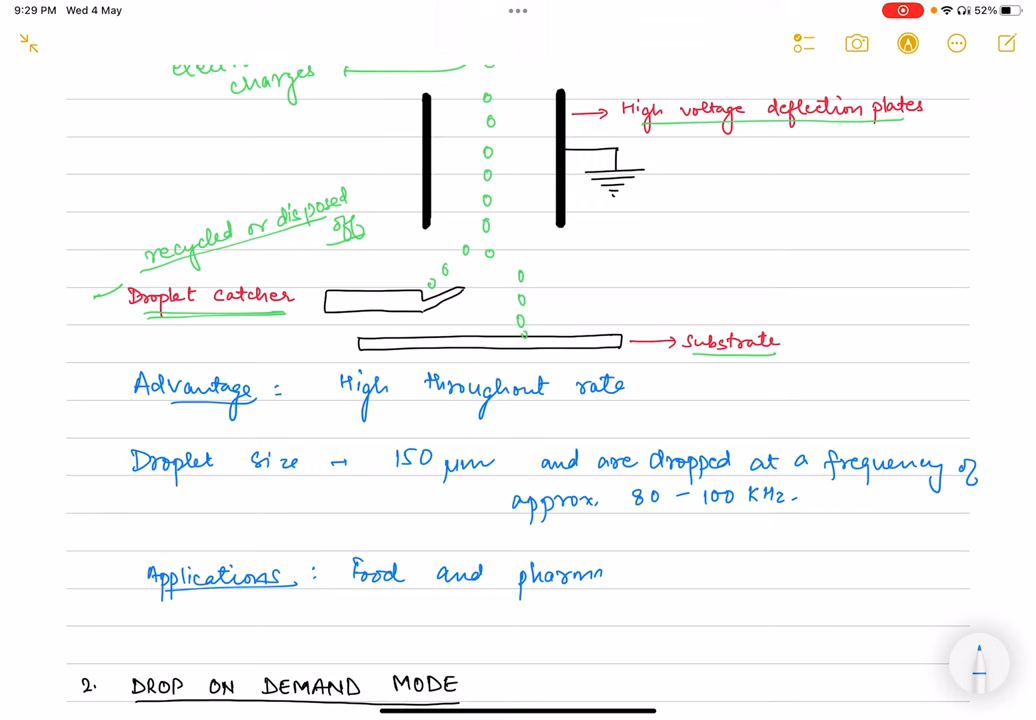 9:29 PM Wed 4 May
52%
charges
High voltage deflection plates
recycled or disposed
off
Droplet catcher
Substrate
Advantage : High throughout rate
Droplet size → 150 μm and are dropped at a frequency of
approx. 80 - 100 KHz.
Applications : Food and pharm
2. DROP ON DEMAND MODE